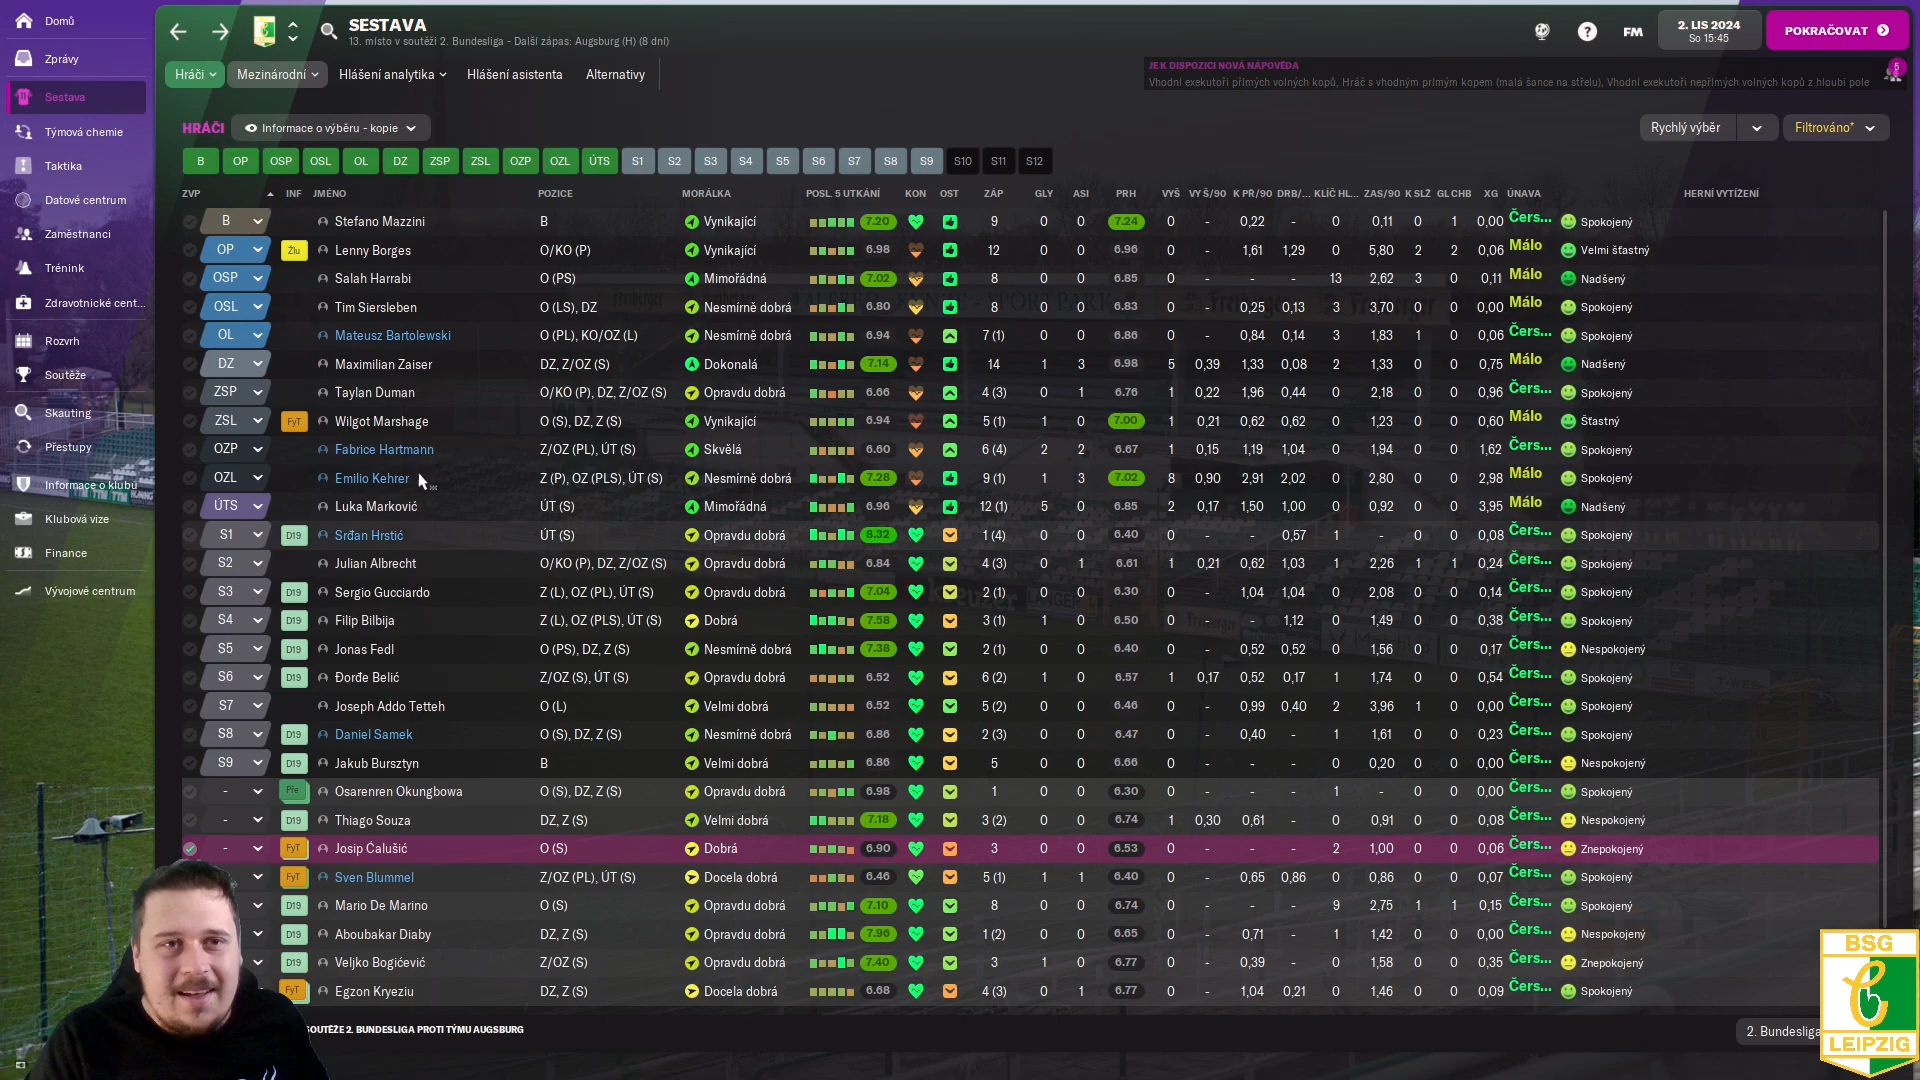 Domů
SESTAVA
13. místo v soutěži 2. Bundesliga - Další zápas: Augsburg (H) (8 dní)
FM
2. LIS 2024
So 15:45
POKRAČOVAT
Zprávy
Hráči
Mezinárodní
Hlášení analytika
Hlášení asistenta
Alternativy
JE K DISPOZICI NOVÁ NÁPOVĚDA
Vhodní exekutoři přímých volných kopů, Hráč s vhodným přímým kopem (malá šance na střelu), Vhodní exekutoři nepřímých volných kopů z hloubi pole
5
Sestava
Týmová chemie
Taktika
Datové centrum
Zaměstnanci
Trénink
Zdravotnické cent...
Rozvrh
Soutěže
Skauting
Přestupy
Informace o klubu
Klubová vize
Finance
Vývojové centrum
HRÁČI
Informace o výběru - kopie
Rychlý výběr
Filtrováno*
B OP OSP OSL OL DZ ZSP ZSL OZP OZL ÚTS S1 S2 S3 S4 S5 S6 S7 S8 S9 S10 S11 S12
ZVP INF JMÉNO POZICE MORÁLKA POSL. 5 UTKÁNÍ KON OST ZÁP GLY ASI PRH VYŠ VY Š/90 K PŘ/90 DRB/... KLÍČ HL... ZAS/90 K SLŽ GL CHB XG ÚNAVA HERNÍ VYTÍŽENÍ
B Stefano Mazzini B Vynikající 7.20 9 0 0 7.24 0 - 0,22 - 0 0,11 0 1 0,00 Čers... Spokojený
OP Žlu Lenny Borges O/KO (P) Vynikající 6.98 12 0 0 6.96 0 - 1,61 1,29 0 5,80 2 2 0,06 Málo Velmi šťastný
OSP Salah Harrabi O (PS) Mimořádná 7.02 8 0 0 6.85 0 - - - 13 2,62 3 0 0,11 Málo Nadšený
OSL Tim Siersleben O (LS), DZ Nesmírně dobrá 6.80 8 0 0 6.83 0 - 0,25 0,13 3 3,70 0 0 0,00 Málo Spokojený
OL Mateusz Bartolewski O (PL), KO/OZ (L) Nesmírně dobrá 6.94 7 (1) 0 0 6.86 0 - 0,84 0,14 3 1,83 1 0 0,06 Čers... Spokojený
DZ Maximilian Zaiser DZ, Z/OZ (S) Dokonalá 7.14 14 1 3 6.98 5 0,39 1,33 0,08 2 1,33 0 0 0,75 Málo Nadšený
ZSP Taylan Duman O/KO (P), DZ, Z/OZ (S) Opravdu dobrá 6.66 4 (3) 0 1 6.76 1 0,22 1,96 0,44 0 2,18 0 0 0,96 Čers... Spokojený
ZSL FyT Wilgot Marshage O (S), DZ, Z (S) Vynikající 6.94 5 (1) 1 0 7.00 1 0,21 0,62 0,62 0 1,23 0 0 0,60 Málo Šťastný
OZP Fabrice Hartmann Z/OZ (PL), ÚT (S) Skvělá 6.60 6 (4) 2 2 6.67 1 0,15 1,19 1,04 0 1,94 0 0 1,62 Čers... Spokojený
OZL Emilio Kehrer Z (P), OZ (PLS), ÚT (S) Nesmírně dobrá 7.28 9 (1) 1 3 7.02 8 0,90 2,91 2,02 0 2,80 0 0 2,98 Málo Spokojený
ÚTS Luka Marković ÚT (S) Mimořádná 6.96 12 (1) 5 0 6.85 2 0,17 1,50 1,00 0 0,92 0 0 3,95 Málo Nadšený
S1 D19 Srđan Hrstić ÚT (S) Opravdu dobrá 8.32 1 (4) 0 0 6.40 0 - - 0,57 1 - 0 0 0,08 Čers... Spokojený
S2 Julian Albrecht O/KO (P), DZ, Z/OZ (S) Opravdu dobrá 6.84 4 (3) 0 1 6.61 1 0,21 0,62 1,03 1 2,26 1 1 0,24 Čers... Spokojený
S3 D19 Sergio Gucciardo Z (L), OZ (PL), ÚT (S) Opravdu dobrá 7.04 2 (1) 0 0 6.30 0 - 1,04 1,04 0 2,08 0 0 0,14 Čers... Spokojený
S4 D19 Filip Bilbija Z (L), OZ (PLS), ÚT (S) Dobrá 7.58 3 (1) 1 0 6.50 0 - - 1,12 0 1,49 0 0 0,38 Čers... Spokojený
S5 D19 Jonas Fedl O (PS), DZ, Z (S) Nesmírně dobrá 7.38 2 (1) 0 0 6.40 0 - 0,52 0,52 0 1,56 0 0 0,17 Čers... Nespokojený
S6 D19 Đorđe Belić Z/OZ (S), ÚT (S) Opravdu dobrá 6.52 6 (2) 1 0 6.57 1 0,17 0,52 0,17 1 1,74 0 0 0,54 Čers... Spokojený
S7 Joseph Addo Tetteh O (L) Velmi dobrá 6.52 5 (2) 0 0 6.46 0 - 0,99 0,40 2 3,96 1 0 0,00 Čers... Spokojený
S8 D19 Daniel Samek O (S), DZ, Z (S) Nesmírně dobrá 6.86 2 (3) 0 0 6.47 0 - 0,40 - 1 1,61 0 0 0,23 Čers... Spokojený
S9 D19 Jakub Bursztyn B Velmi dobrá 6.86 5 0 0 6.66 0 - - - 0 0,20 0 0 0,00 Čers... Nespokojený
- Pře Osarenren Okungbowa O (S), DZ, Z (S) Opravdu dobrá 6.98 1 0 0 6.30 0 - - - 1 - 0 0 0,00 Čers... Spokojený
- D19 Thiago Souza DZ, Z (S) Velmi dobrá 7.18 3 (2) 0 0 6.74 1 0,30 0,61 - 0 0,91 0 0 0,08 Čers... Nespokojený
- FyT Josip Ćalušić O (S) Dobrá 6.90 3 0 0 6.53 0 - - - 2 1,00 0 0 0,06 Čers... Znepokojený
FyT Sven Blummel Z/OZ (PL), ÚT (S) Docela dobrá 6.46 5 (1) 1 1 6.40 0 - 0,65 0,86 0 0,86 0 0 0,07 Čers... Spokojený
D19 Mario De Marino O (S) Opravdu dobrá 7.10 8 0 0 6.74 0 - - - 9 2,75 1 1 0,15 Čers... Spokojený
D19 Aboubakar Diaby DZ, Z (S) Opravdu dobrá 7.96 1 (2) 0 0 6.65 0 - 0,71 - 1 1,42 0 0 0,00 Čers... Nespokojený
D19 Veljko Bogićević Z/OZ (S) Opravdu dobrá 7.40 3 1 0 6.77 0 - 0,39 - 0 1,58 0 0 0,35 Čers... Znepokojený
FyT Egzon Kryeziu DZ, Z (S) Docela dobrá 6.68 4 (3) 0 1 6.77 0 - 1,04 0,21 0 1,46 0 0 0,09 Čers... Spokojený
SOUTĚŽE 2. BUNDESLIGA PROTI TÝMU AUGSBURG
2. Bundesliga
BSG
LEIPZIG